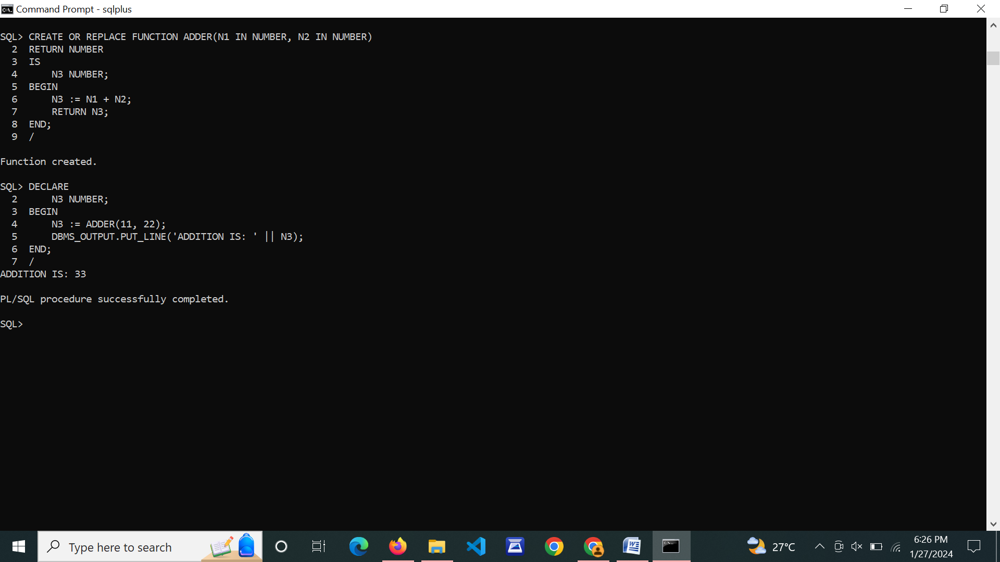 Command Prompt - sqlplus
SQL> CREATE OR REPLACE FUNCTION ADDER(N1 IN NUMBER, N2 IN NUMBER)
  2  RETURN NUMBER
  3  IS
  4      N3 NUMBER;
  5  BEGIN
  6      N3 := N1 + N2;
  7      RETURN N3;
  8  END;
  9  /
Function created.
SQL> DECLARE
  2      N3 NUMBER;
  3  BEGIN
  4      N3 := ADDER(11, 22);
  5      DBMS_OUTPUT.PUT_LINE('ADDITION IS: ' || N3);
  6  END;
  7  /
ADDITION IS: 33
PL/SQL procedure successfully completed.
SQL>
Type here to search
27°C
6:26 PM
1/27/2024